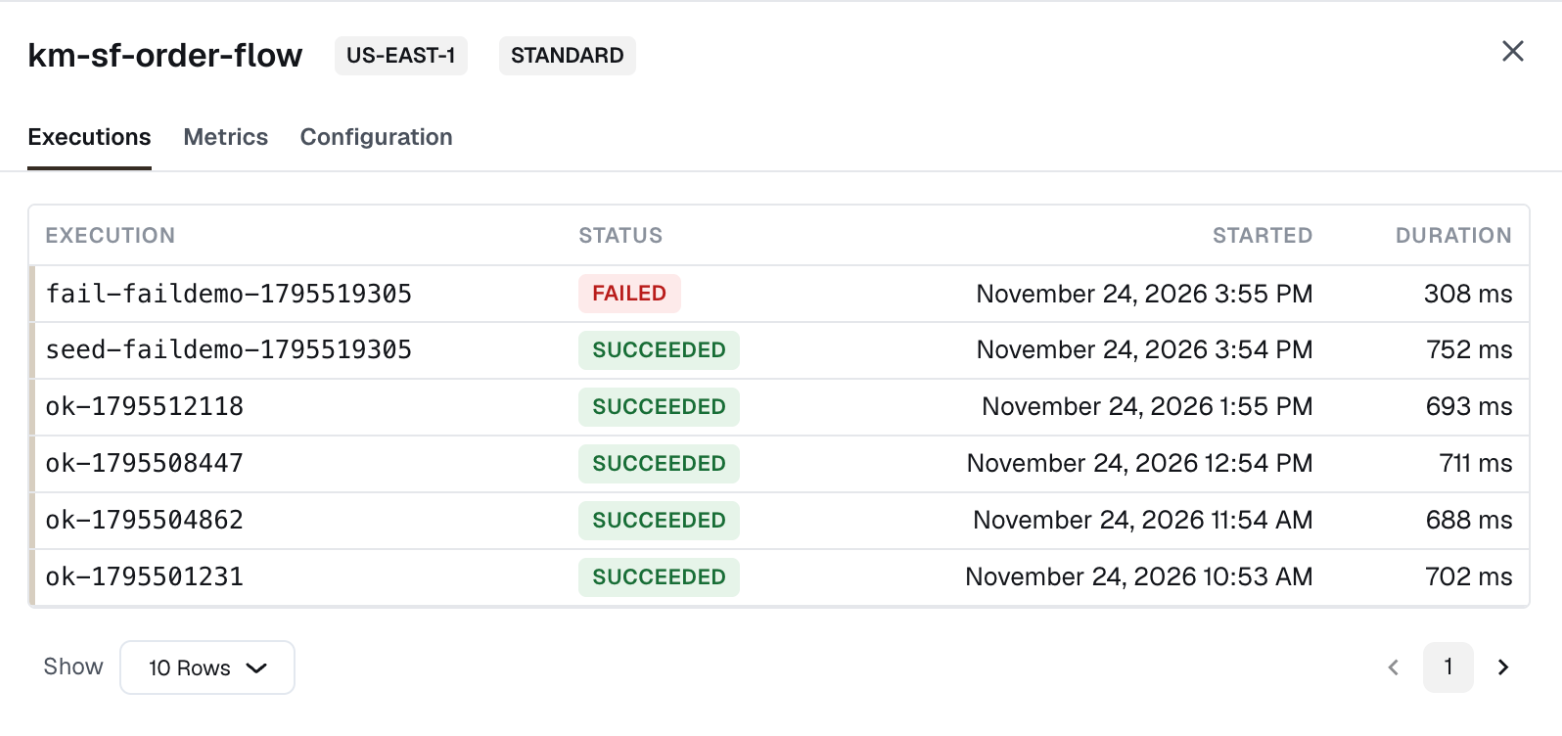 km-sf-order-flow US-EAST-1 STANDARD
Executions Metrics Configuration
EXECUTION STATUS STARTED DURATION
fail-faildemo-1795519305 FAILED November 24, 2026 3:55 PM 308 ms
seed-faildemo-1795519305 SUCCEEDED November 24, 2026 3:54 PM 752 ms
ok-1795512118 SUCCEEDED November 24, 2026 1:55 PM 693 ms
ok-1795508447 SUCCEEDED November 24, 2026 12:54 PM 711 ms
ok-1795504862 SUCCEEDED November 24, 2026 11:54 AM 688 ms
ok-1795501231 SUCCEEDED November 24, 2026 10:53 AM 702 ms
Show 10 Rows 1